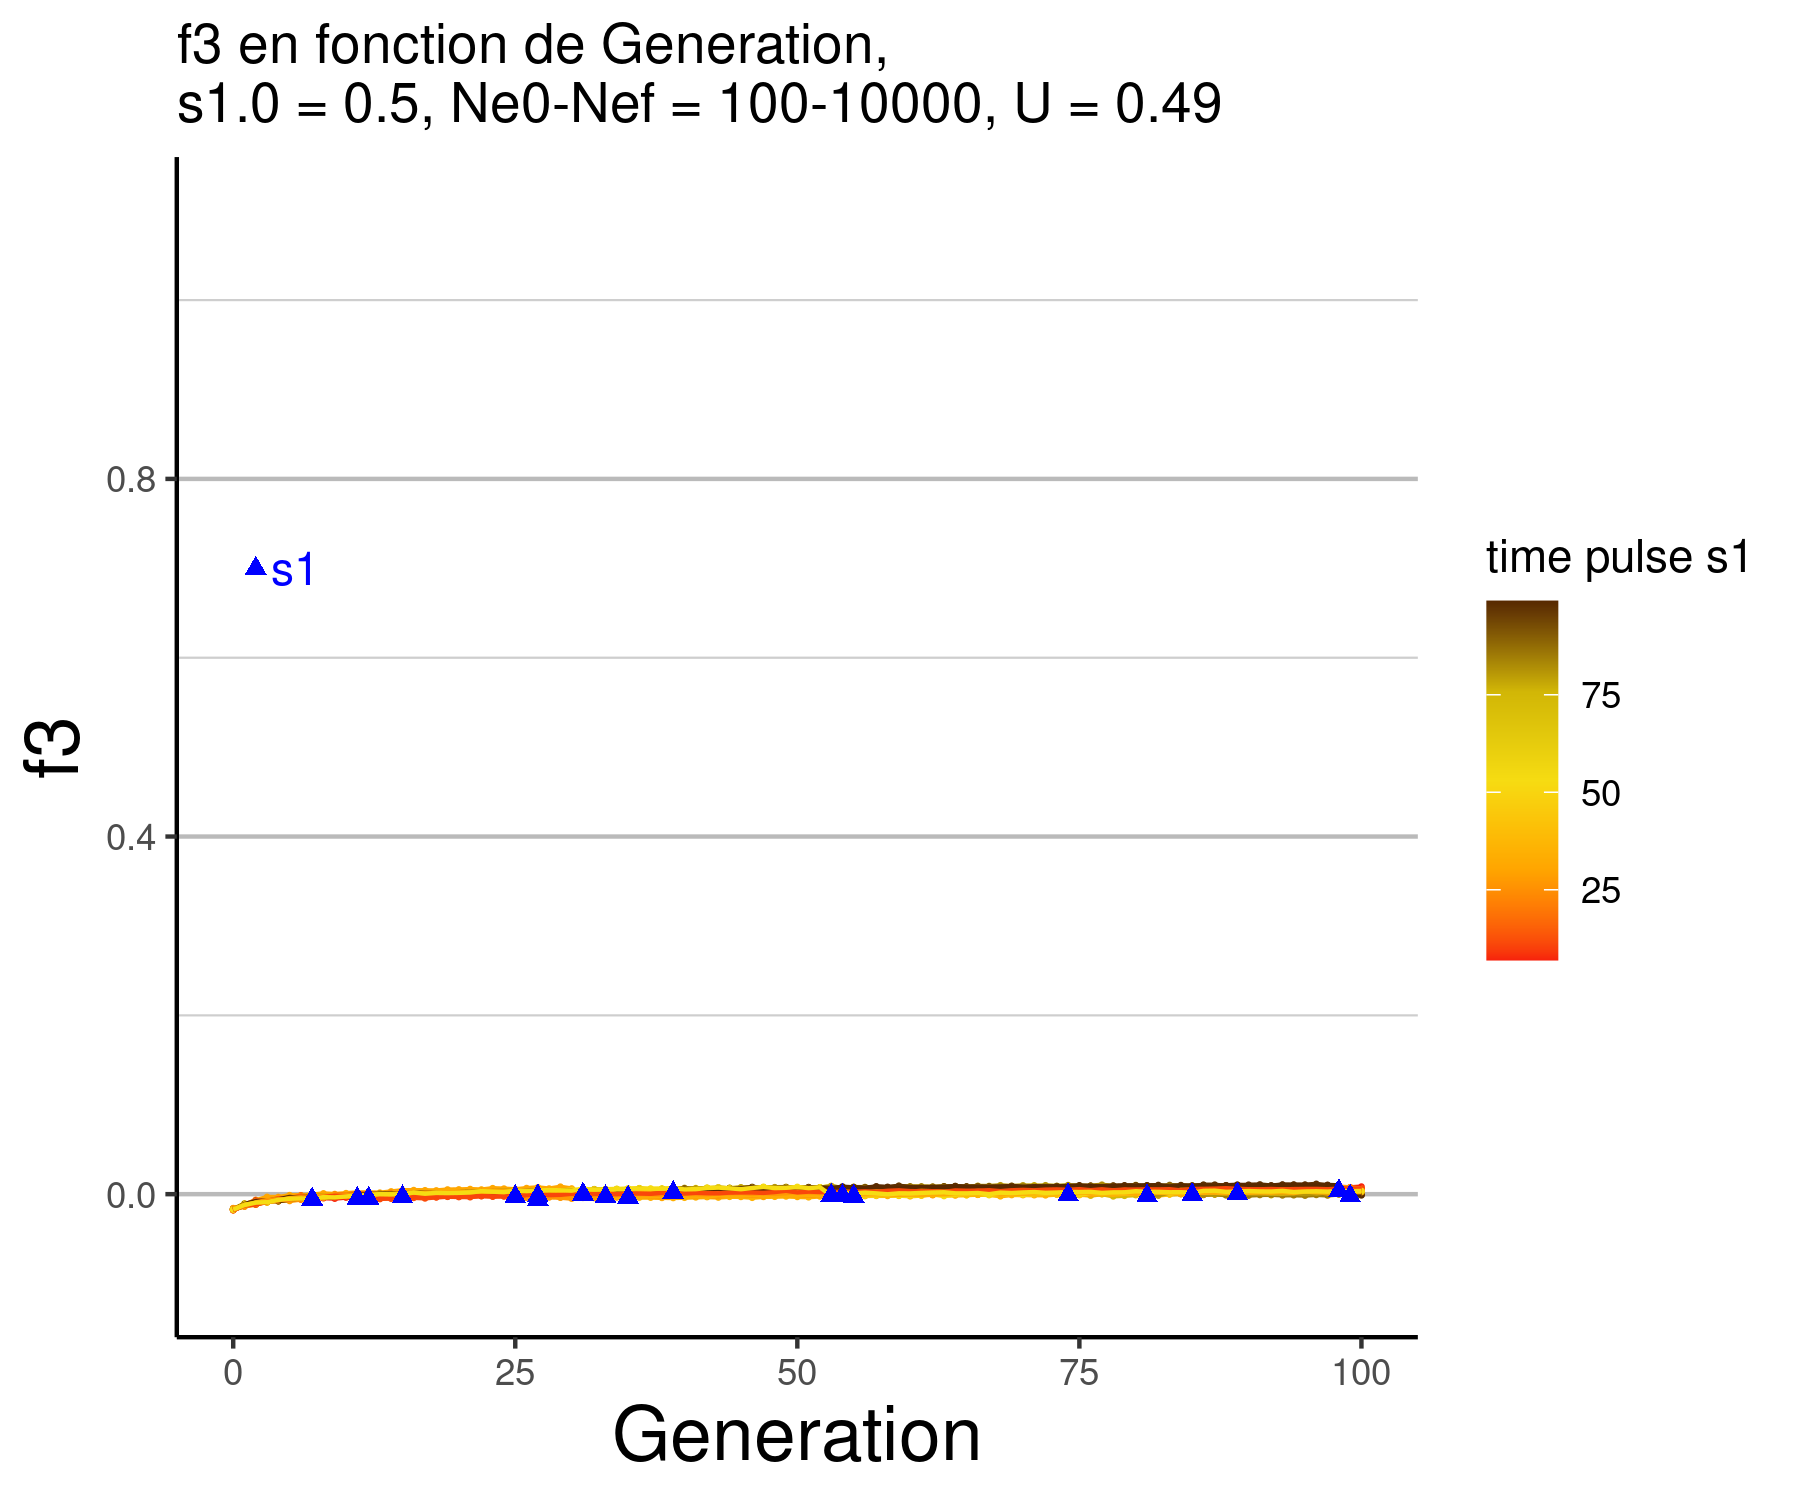 f3 en fonction de Generation,
s1.0 = 0.5, Ne0-Nef = 100-10000, U = 0.49
f3
0.8
0.4
0.0
s1
0 25 50 75 100
Generation
time pulse s1
75
50
25